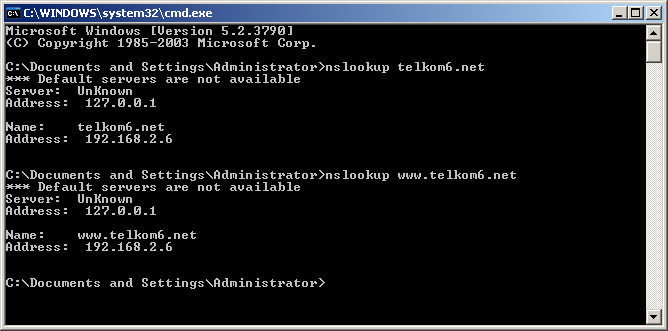 C:\WINDOWS\system32\cmd.exe
Microsoft Windows [Version 5.2.3790]
(C) Copyright 1985-2003 Microsoft Corp.
C:\Documents and Settings\Administrator>nslookup telkom6.net
*** Default servers are not available
Server:  UnKnown
Address:  127.0.0.1
Name:    telkom6.net
Address:  192.168.2.6
C:\Documents and Settings\Administrator>nslookup www.telkom6.net
*** Default servers are not available
Server:  UnKnown
Address:  127.0.0.1
Name:    www.telkom6.net
Address:  192.168.2.6
C:\Documents and Settings\Administrator>